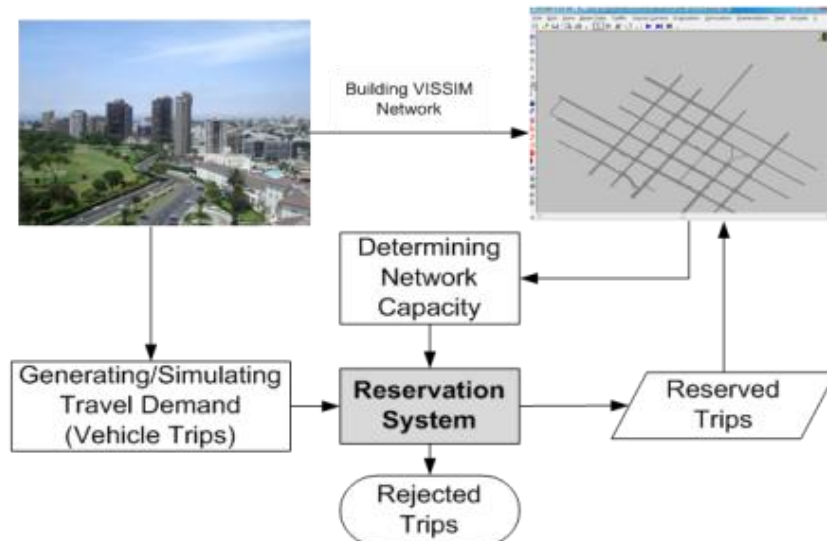 Building VISSIM
Network
Determining
Network
Capacity
Generating/Simulating
Travel Demand
(Vehicle Trips)
Reservation
System
Reserved
Trips
Rejected
Trips